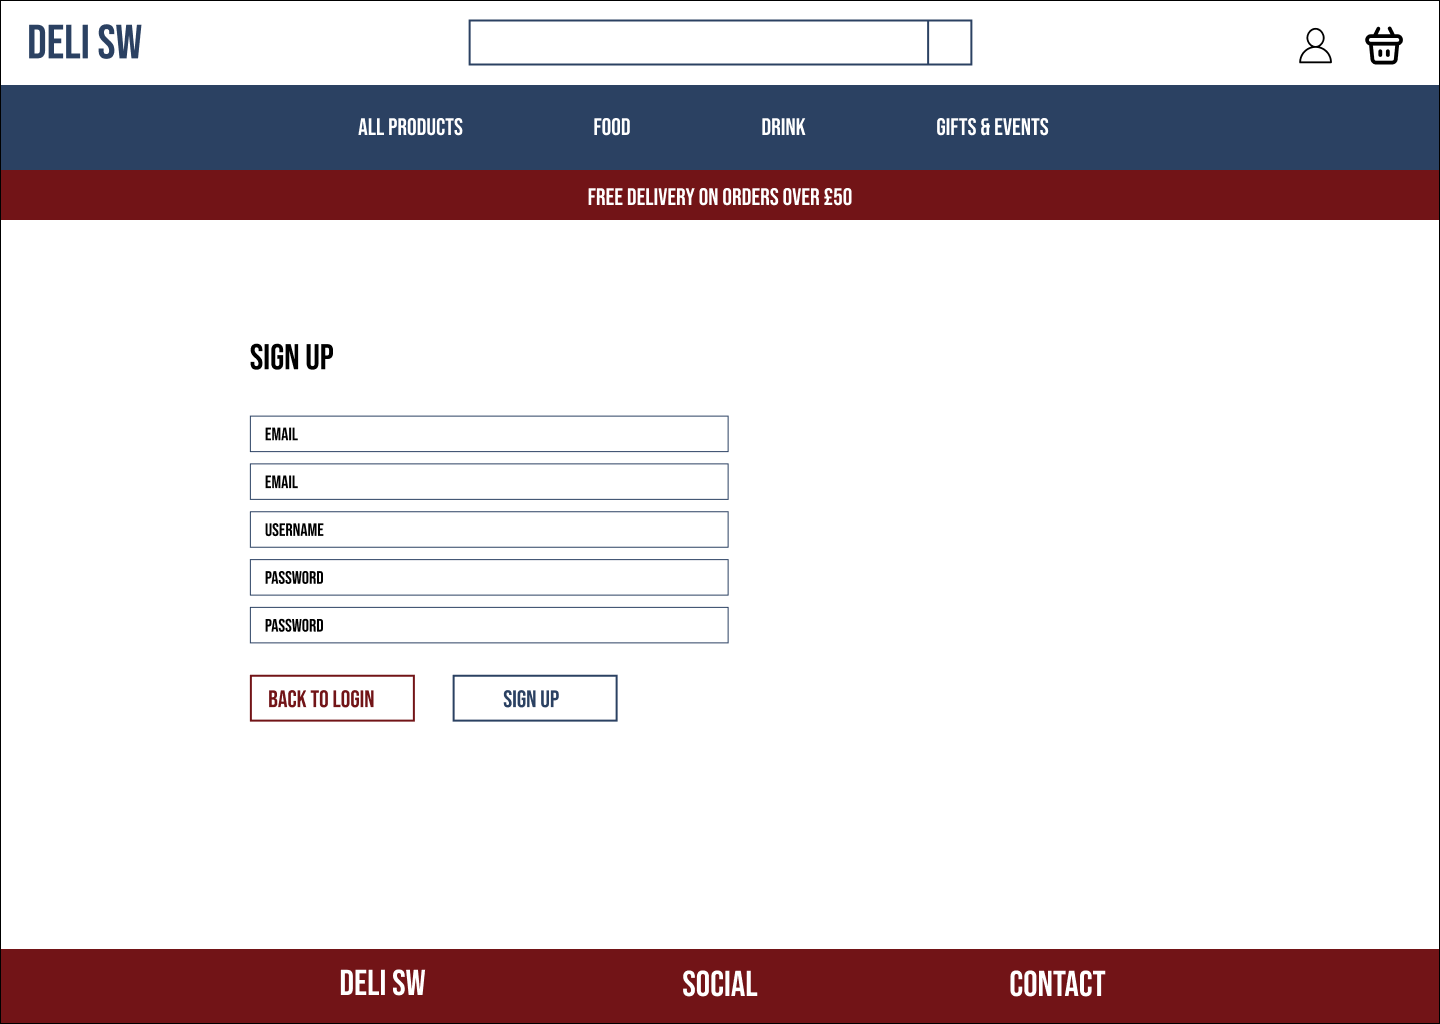 DELI SW
ALL PRODUCTS FOOD DRINK GIFTS & EVENTS
FREE DELIVERY ON ORDERS OVER £50
SIGN UP
EMAIL
EMAIL
USERNAME
PASSWORD
PASSWORD
BACK TO LOGIN SIGN UP
DELI SW SOCIAL CONTACT